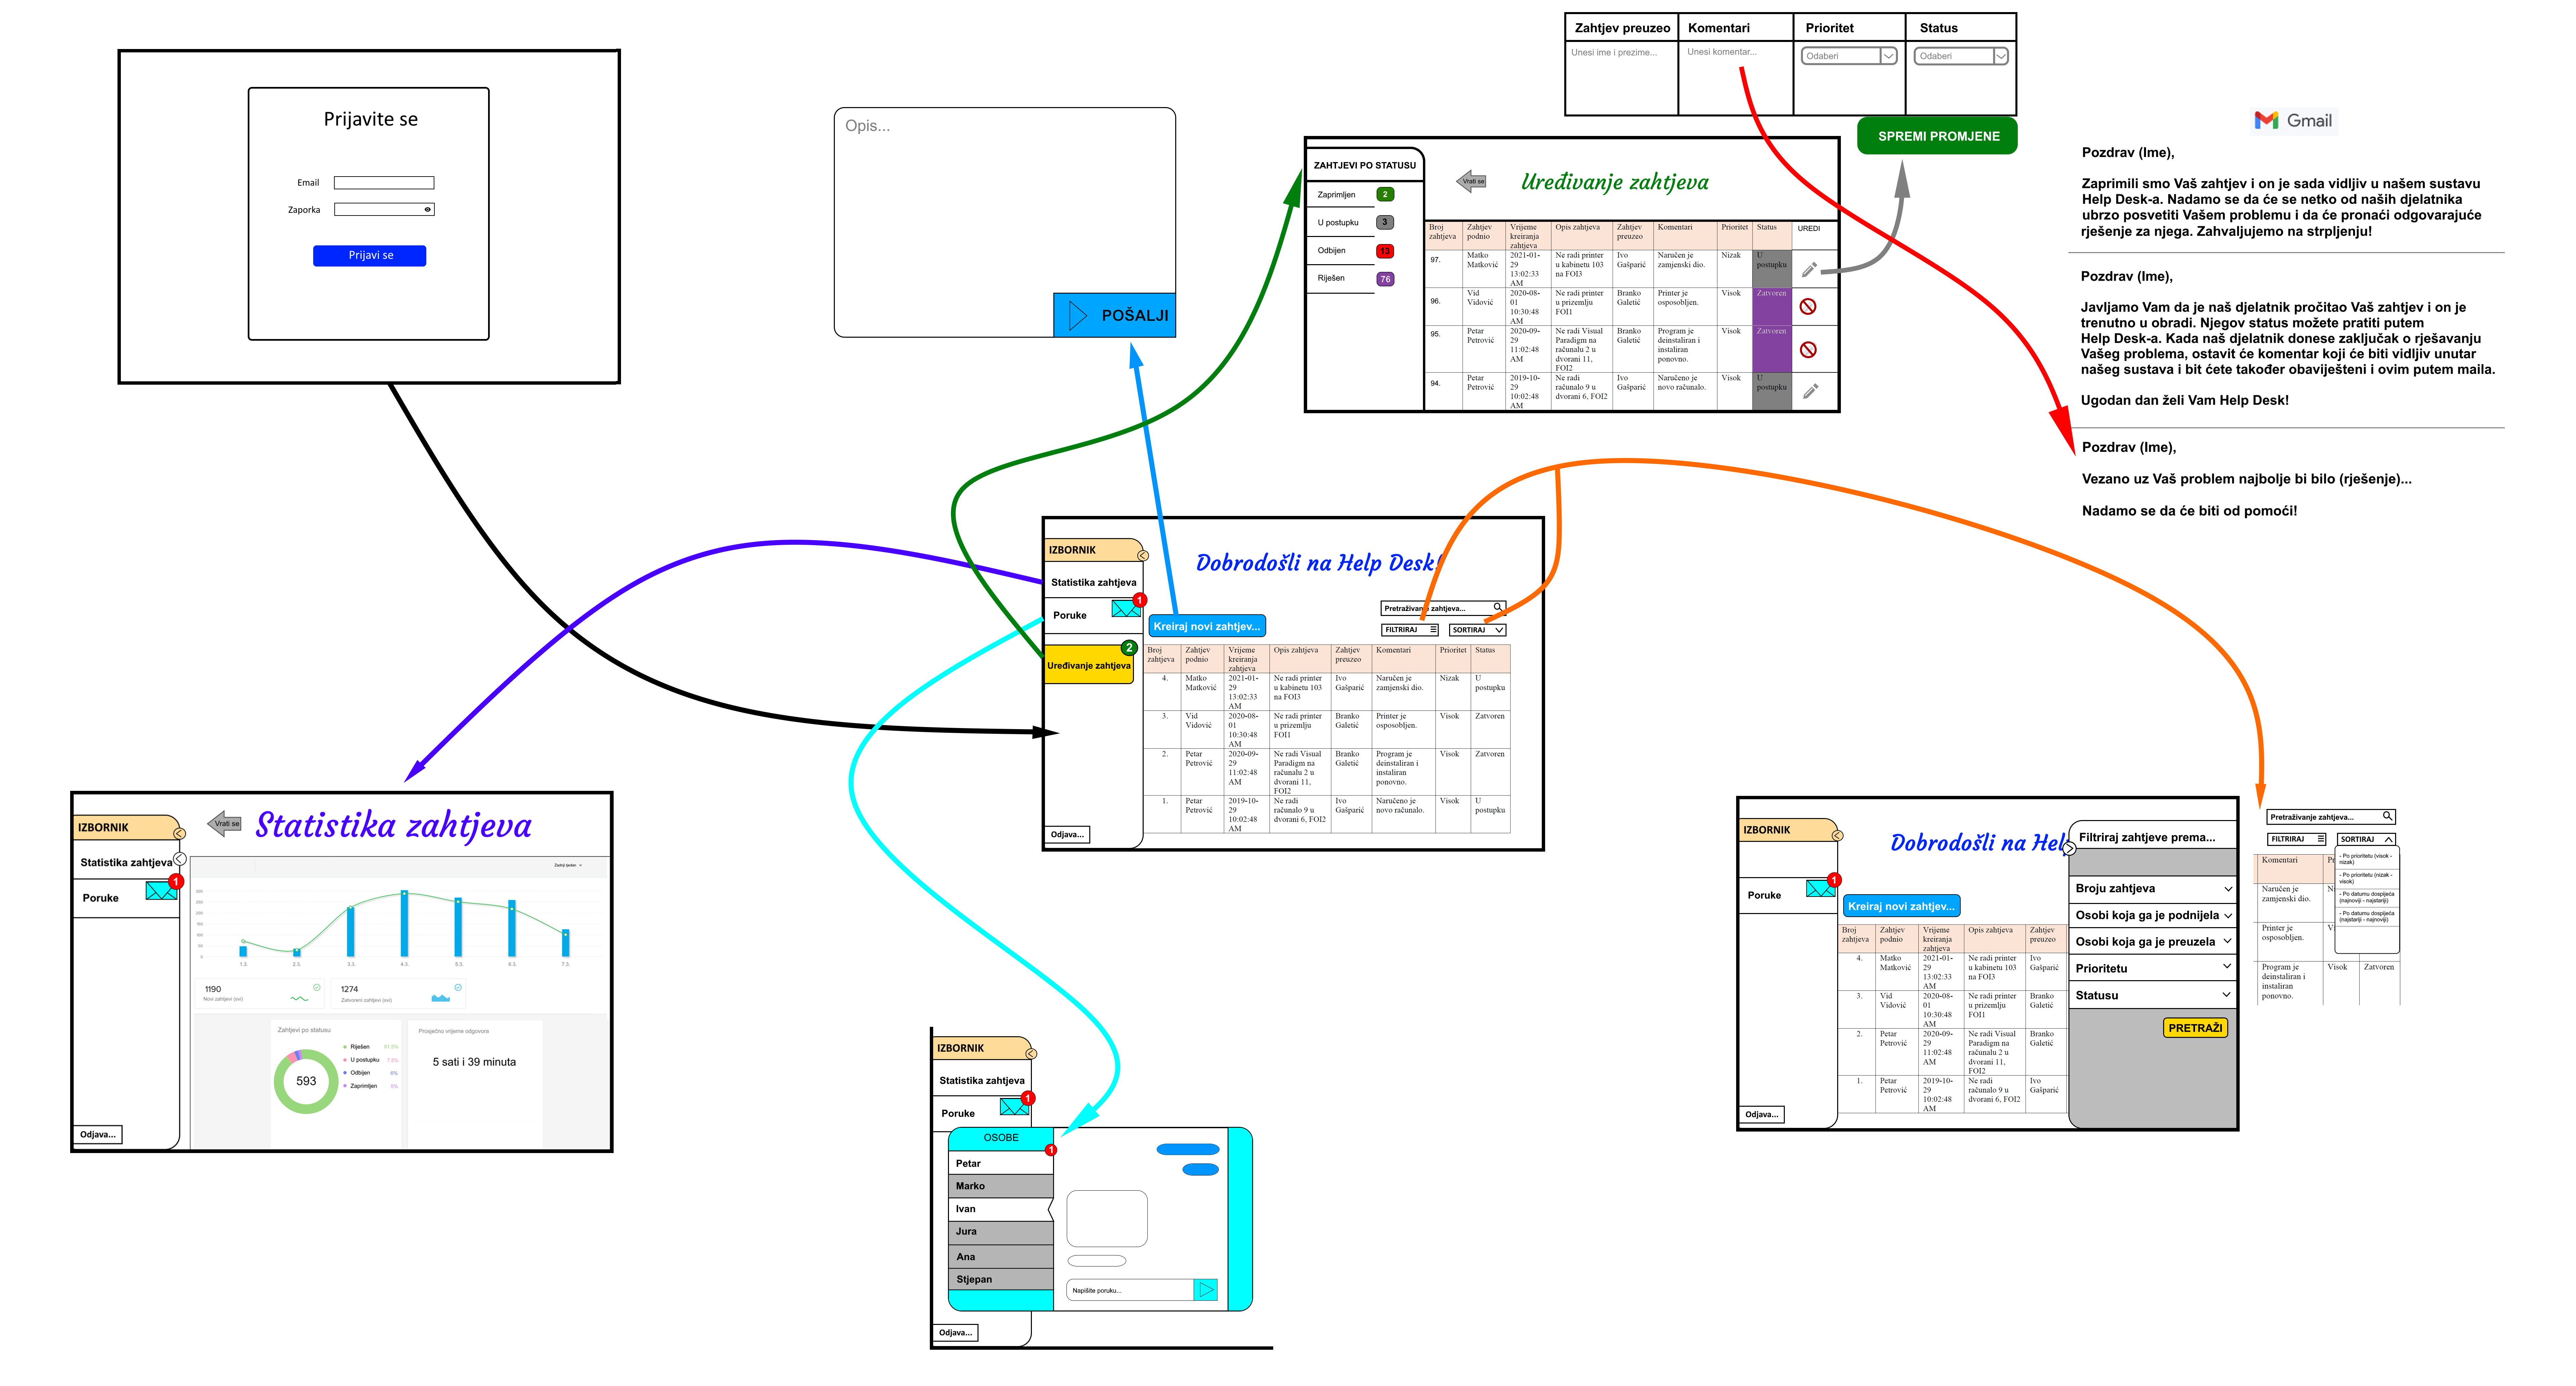 Prijavite se
Email
Zaporka
Prijavi se
Opis...
POŠALJI
Zahtjev preuzeo Komentari Prioritet Status
Unesi ime i prezime... Unesi komentar... Odaberi Odaberi
SPREMI PROMJENE
ZAHTJEVI PO STATUSU
Zaprimljen 2
U postupku 3
Odbijen 13
Riješen 76
Vrati se
Uređivanje zahtjeva
Broj zahtjeva Zahtjev podnio Vrijeme kreiranja zahtjeva Opis zahtjeva Zahtjev preuzeo Komentari Prioritet Status UREDI
97. Matko Matković 2021-01-29 13:02:33 AM Ne radi printer u kabinetu 103 na FOI3 Ivo Gašparić Naručen je zamjenski dio. Nizak U postupku
96. Vid Vidović 2020-08-01 10:30:48 AM Ne radi printer u prizemlju FOI1 Branko Galetić Printer je osposobljen. Visok Zatvoren
95. Petar Petrović 2020-09-29 11:02:48 AM Ne radi Visual Paradigm na računalu 2 u dvorani 11, FOI2 Branko Galetić Program je deinstaliran i instaliran ponovno. Visok Zatvoren
94. Petar Petrović 2019-10-29 10:02:48 AM Ne radi računalo 9 u dvorani 6, FOI2 Ivo Gašparić Naručeno je novo računalo. Visok U postupku
Gmail
Pozdrav (Ime),
Zaprimili smo Vaš zahtjev i on je sada vidljiv u našem sustavu
Help Desk-a. Nadamo se da će se netko od naših djelatnika
ubrzo posvetiti Vašem problemu i da će pronaći odgovarajuće
rješenje za njega. Zahvaljujemo na strpljenju!
Pozdrav (Ime),
Javljamo Vam da je naš djelatnik pročitao Vaš zahtjev i on je
trenutno u obradi. Njegov status možete pratiti putem
Help Desk-a. Kada naš djelatnik donese zaključak o rješavanju
Vašeg problema, ostavit će komentar koji će biti vidljiv unutar
našeg sustava i bit ćete također obaviješteni i ovim putem maila.
Ugodan dan želi Vam Help Desk!
Pozdrav (Ime),
Vezano uz Vaš problem najbolje bi bilo (rješenje)...
Nadamo se da će biti od pomoći!
IZBORNIK
Statistika zahtjeva
Poruke 1
Uređivanje zahtjeva 2
Odjava...
Dobrodošli na Help Desk!
Kreiraj novi zahtjev...
Pretraživanje zahtjeva...
FILTRIRAJ SORTIRAJ
Broj zahtjeva Zahtjev podnio Vrijeme kreiranja zahtjeva Opis zahtjeva Zahtjev preuzeo Komentari Prioritet Status
4. Matko Matković 2021-01-29 13:02:33 AM Ne radi printer u kabinetu 103 na FOI3 Ivo Gašparić Naručen je zamjenski dio. Nizak U postupku
3. Vid Vidović 2020-08-01 10:30:48 AM Ne radi printer u prizemlju FOI1 Branko Galetić Printer je osposobljen. Visok Zatvoren
2. Petar Petrović 2020-09-29 11:02:48 AM Ne radi Visual Paradigm na računalu 2 u dvorani 11, FOI2 Branko Galetić Program je deinstaliran i instaliran ponovno. Visok Zatvoren
1. Petar Petrović 2019-10-29 10:02:48 AM Ne radi računalo 9 u dvorani 6, FOI2 Ivo Gašparić Naručeno je novo računalo. Visok U postupku
IZBORNIK
Statistika zahtjeva
Poruke 1
Odjava...
Vrati se
Statistika zahtjeva
Zadnji tjedan
1.3. 2.3. 3.3. 4.3. 5.3. 6.3. 7.3.
1190
Novi zahtjevi (svi)
1274
Zatvoreni zahtjevi (svi)
Zahtjevi po statusu
593
Riješen
U postupku
Odbijen
Zaprimljen
Prosječno vrijeme odgovora
5 sati i 39 minuta
IZBORNIK
Statistika zahtjeva
Poruke 1
OSOBE
1
Petar
Marko
Ivan
Jura
Ana
Stjepan
Napišite poruku...
Odjava...
IZBORNIK
Poruke 1
Odjava...
Dobrodošli na Help
Kreiraj novi zahtjev...
Broj zahtjeva Zahtjev podnio Vrijeme kreiranja zahtjeva Opis zahtjeva Zahtjev preuzeo
4. Matko Matković 2021-01-29 13:02:33 AM Ne radi printer u kabinetu 103 na FOI3 Ivo Gašparić
3. Vid Vidović 2020-08-01 10:30:48 AM Ne radi printer u prizemlju FOI1 Branko Galetić
2. Petar Petrović 2020-09-29 11:02:48 AM Ne radi Visual Paradigm na računalu 2 u dvorani 11, FOI2 Branko Galetić
1. Petar Petrović 2019-10-29 10:02:48 AM Ne radi računalo 9 u dvorani 6, FOI2 Ivo Gašparić
Filtriraj zahtjeve prema...
Broju zahtjeva
Osobi koja ga je podnijela
Osobi koja ga je preuzela
Prioritetu
Statusu
PRETRAŽI
Pretraživanje zahtjeva...
FILTRIRAJ SORTIRAJ
- Po prioritetu (visok - nizak)
- Po prioritetu (nizak - visok)
- Po datumu dospijeća (najnoviji - najstariji)
- Po datumu dospijeća (najstariji - najnoviji)
Komentari Pr
Naručen je zamjenski dio. Ni
Printer je osposobljen. Vi
Program je deinstaliran i instaliran ponovno. Visok Zatvoren